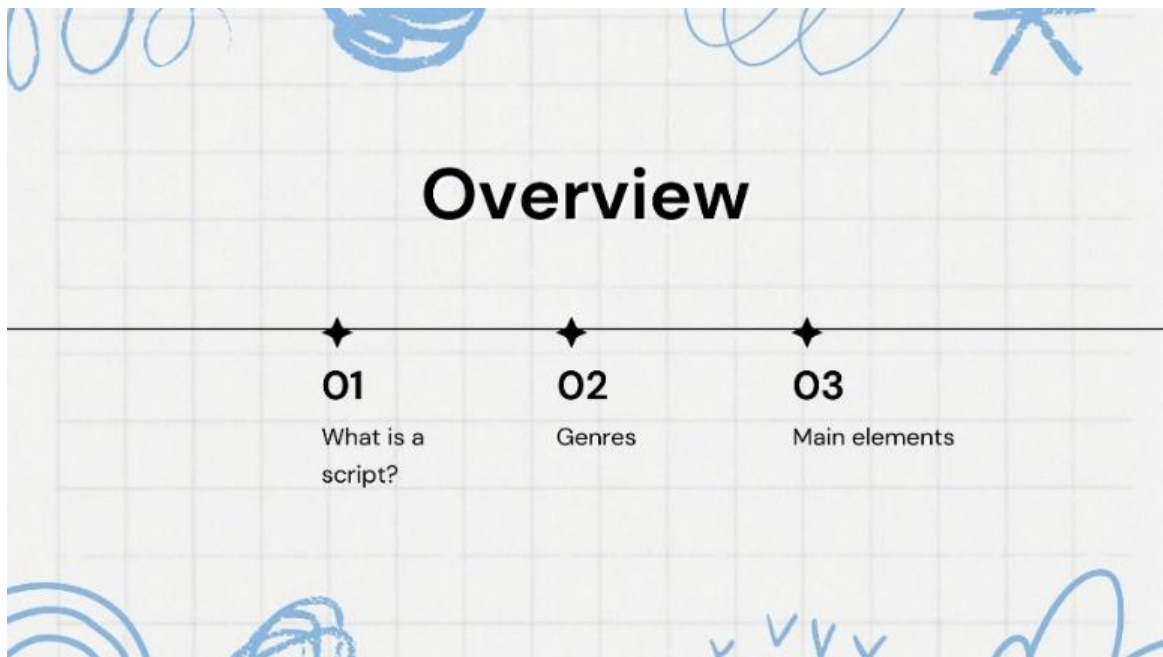 Overview
01
What is a
script?
02
Genres
03
Main elements